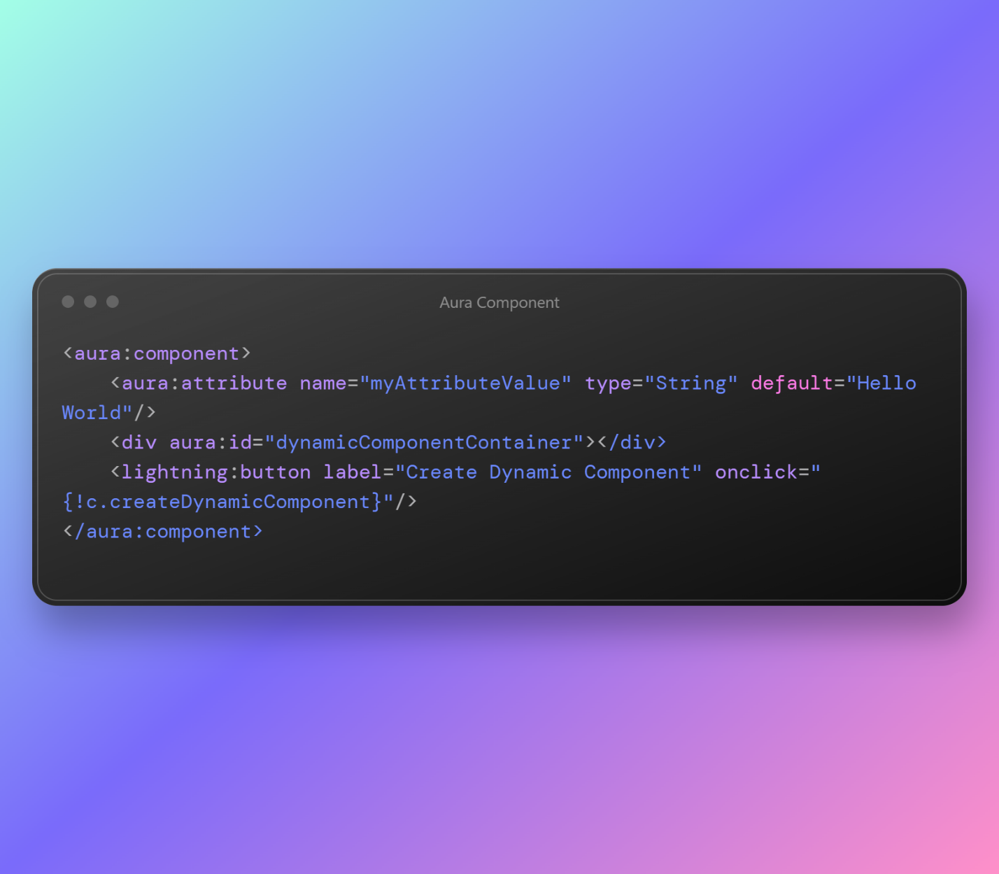 Aura Component
<aura:component>
    <aura:attribute name="myAttributeValue" type="String" default="Hello
World"/>
    <div aura:id="dynamicComponentContainer"></div>
    <lightning:button label="Create Dynamic Component" onclick="
{!c.createDynamicComponent}"/>
</aura:component>